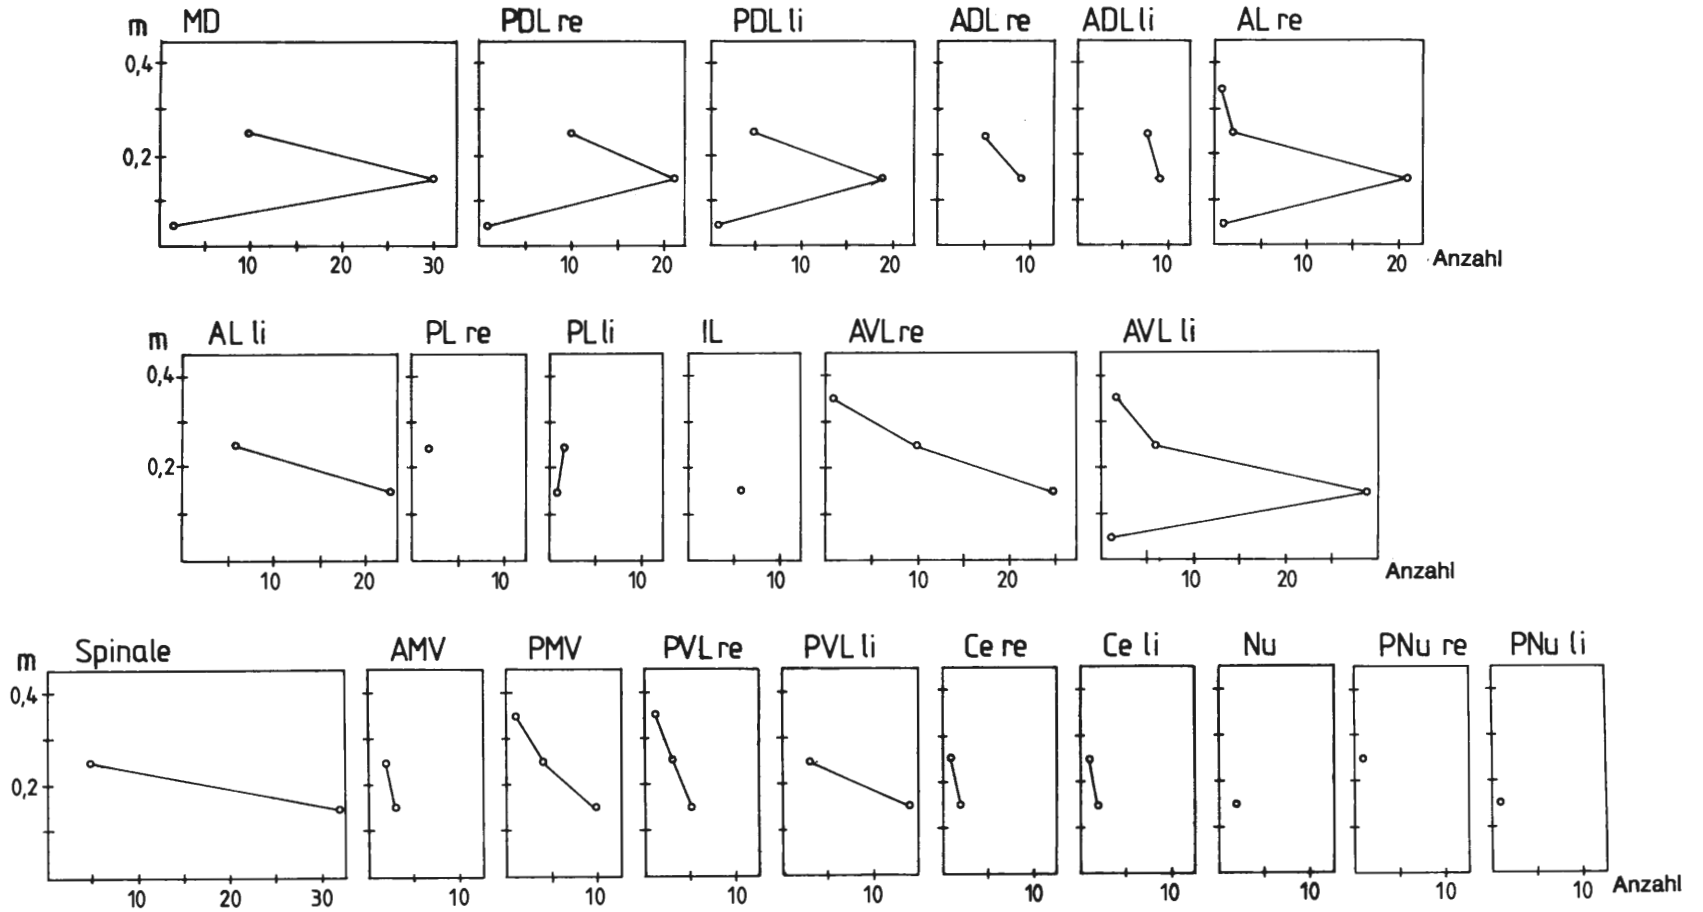 m MD PDL re PDL li ADL re ADL li AL re
0,4
0,2
10 20 30 10 20 10 20 10 10 10 20 Anzahl
m AL li PL re PL li IL AVL re AVL li
0,4
0,2
10 20 10 10 10 10 20 10 20 Anzahl
m Spinale AMV PMV PVL re PVL li Ce re Ce li Nu PNu re PNu li
0,4
0,2
10 20 30 10 10 10 10 10 10 10 10 10 Anzahl